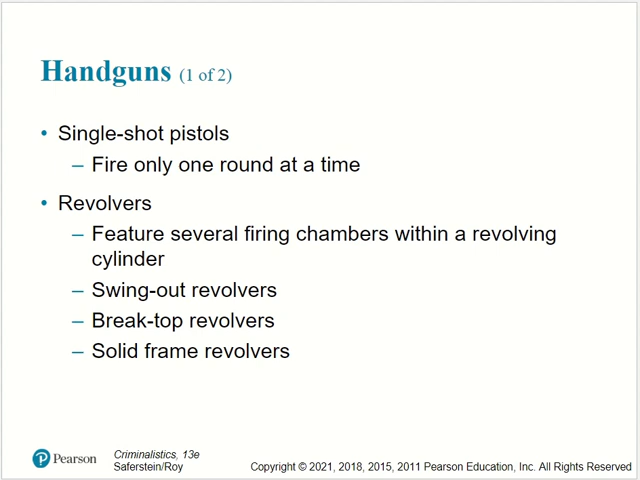 Handguns (1 of 2)
• Single-shot pistols
– Fire only one round at a time
• Revolvers
– Feature several firing chambers within a revolving
cylinder
– Swing-out revolvers
– Break-top revolvers
– Solid frame revolvers
Pearson
Criminalistics, 13e
Saferstein/Roy
Copyright © 2021, 2018, 2015, 2011 Pearson Education, Inc. All Rights Reserved